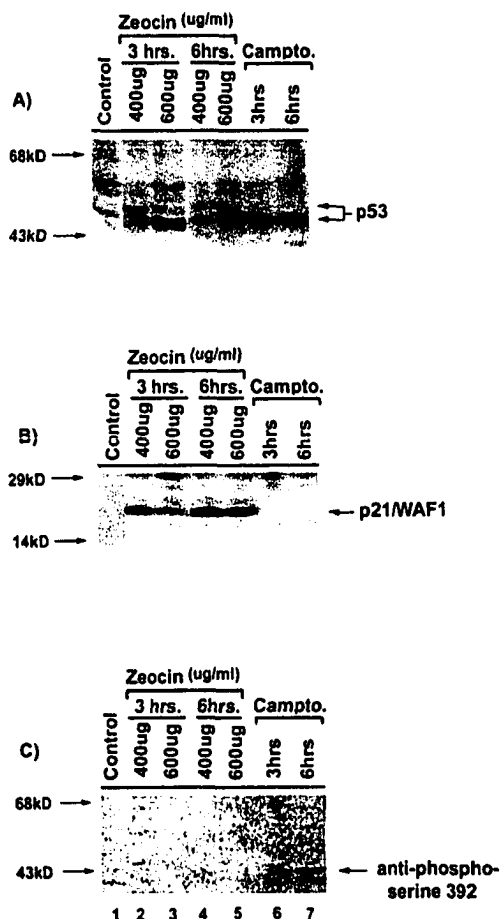 Zeocin (ug/ml)
3 hrs. 6hrs. Campto.
A) Control 400ug 600ug 400ug 600ug 3hrs 6hrs
68kD
p53
43kD
Zeocin (ug/ml)
3 hrs. 6hrs. Campto.
B) Control 400ug 600ug 400ug 600ug 3hrs 6hrs
29kD
p21/WAF1
14kD
Zeocin (ug/ml)
3 hrs. 6hrs. Campto.
C) Control 400ug 600ug 400ug 600ug 3hrs 6hrs
68kD
43kD
anti-phospho-
serine 392
1 2 3 4 5 6 7